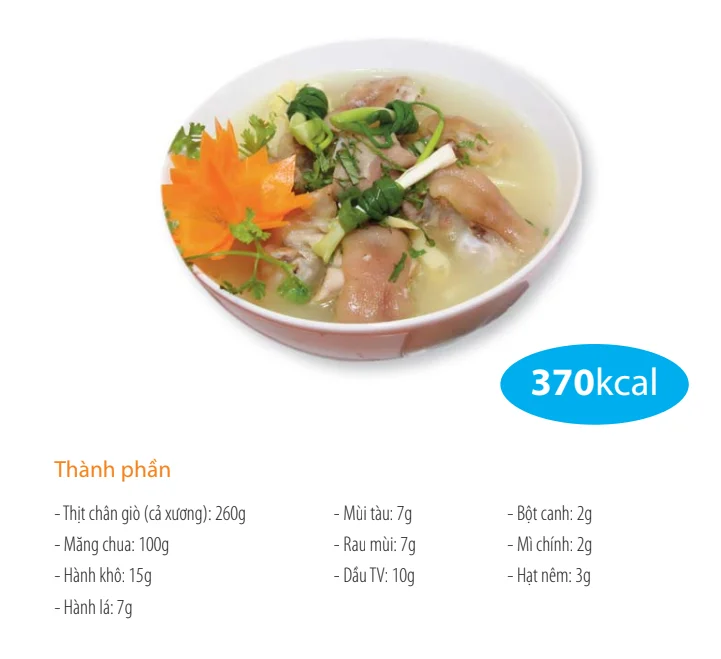 370kcal
Thành phần
- Thịt chân giò (cả xương): 260g
- Măng chua: 100g
- Hành khô: 15g
- Hành lá: 7g
- Mùi tàu: 7g
- Rau mùi: 7g
- Dầu TV: 10g
- Bột canh: 2g
- Mì chính: 2g
- Hạt nêm: 3g